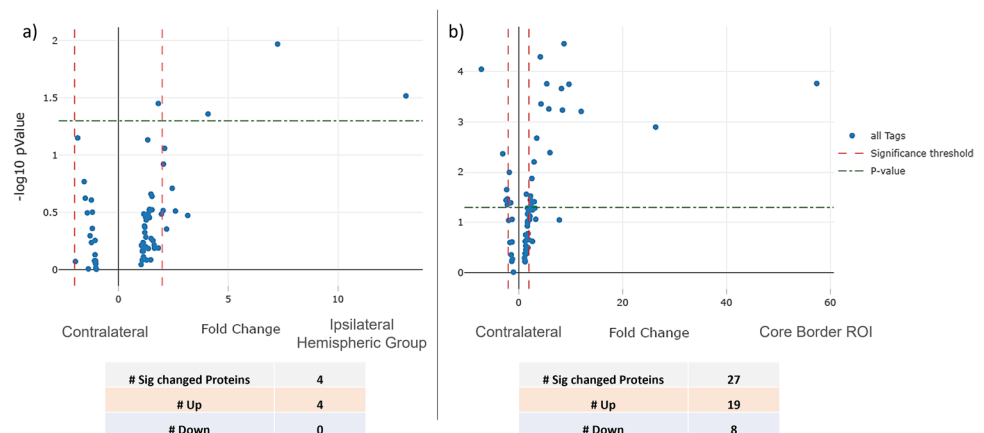 a)
2
1.5
1
0.5
0
-log10 pValue
0 5 10
Contralateral
Fold Change
Ipsilateral
Hemispheric Group
# Sig changed Proteins 4
# Up 4
# Down 0
b)
4
3
2
1
0
0 20 40 60
Contralateral
Fold Change
Core Border ROI
all Tags
Significance threshold
P-value
# Sig changed Proteins 27
# Up 19
# Down 8